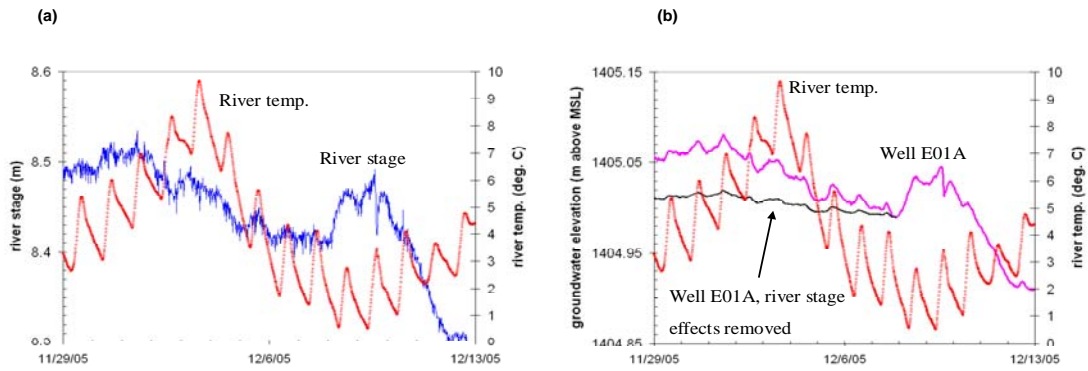 (a)
(b)
river stage (m)
8.6
8.5
8.4
River temp.
River stage
10
9
8
7
6
5
4
3
2
1
0
river temp. (deg. C)
11/29/05
12/6/05
12/13/05
groundwater elevation (m above MSL)
1405.15
1405.05
1404.95
1404.85
River temp.
Well E01A
Well E01A, river stage
effects removed
10
9
8
7
6
5
4
3
2
1
0
river temp. (deg. C)
11/29/05
12/6/05
12/13/05